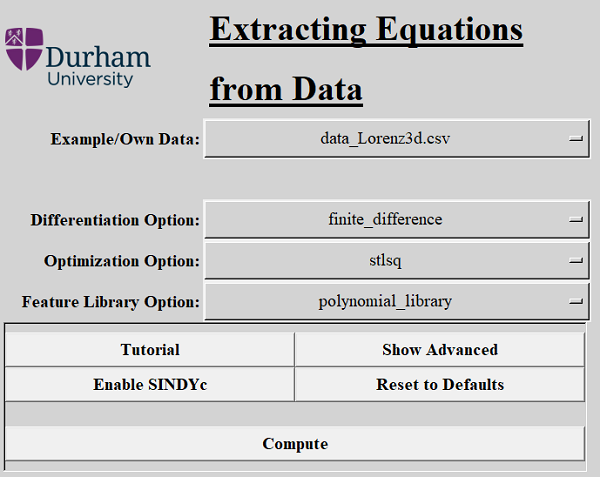 Durham
University
Extracting Equations
from Data
Example/Own Data: data_Lorenz3d.csv
Differentiation Option: finite_difference
Optimization Option: stlsq
Feature Library Option: polynomial_library
Tutorial Show Advanced
Enable SINDYc Reset to Defaults
Compute